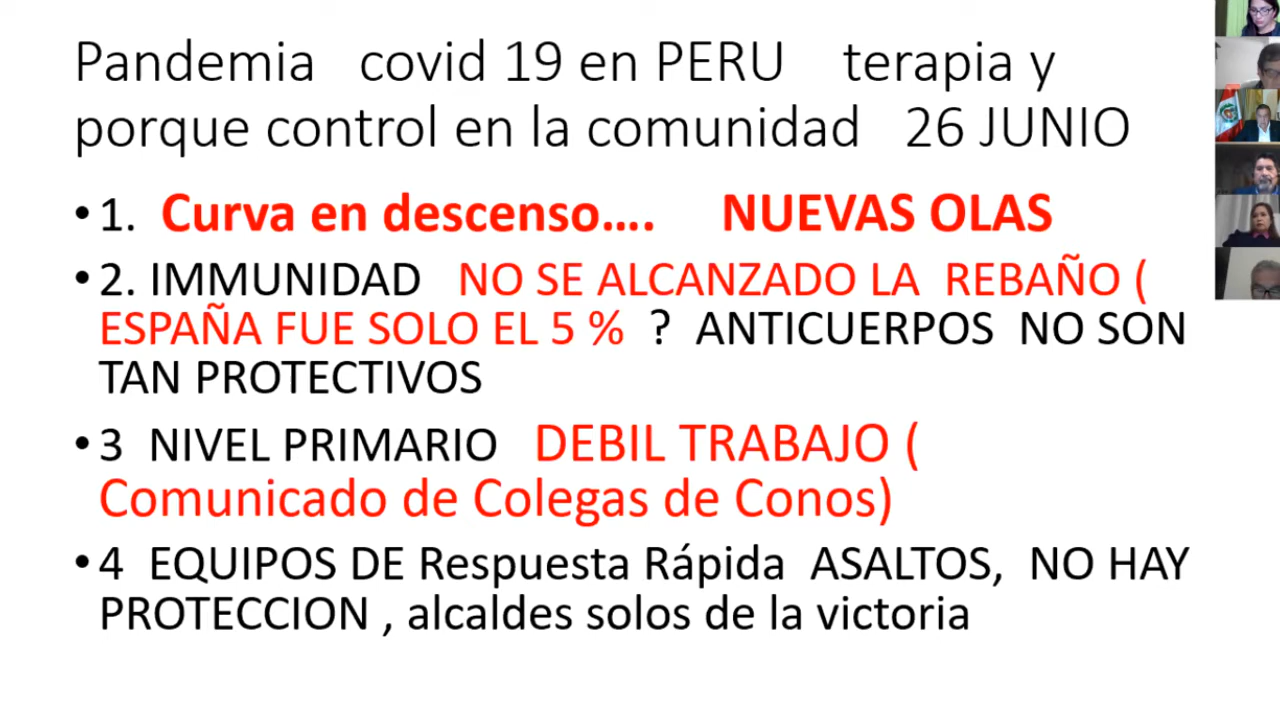 Pandemia covid 19 en PERU terapia y
porque control en la comunidad 26 JUNIO
• 1. Curva en descenso.... NUEVAS OLAS
• 2. IMMUNIDAD NO SE ALCANZADO LA REBAÑO (
ESPAÑA FUE SOLO EL 5 % ? ANTICUERPOS NO SON
TAN PROTECTIVOS
• 3 NIVEL PRIMARIO DEBIL TRABAJO (
Comunicado de Colegas de Conos)
• 4 EQUIPOS DE Respuesta Rápida ASALTOS, NO HAY
PROTECCION , alcaldes solos de la victoria